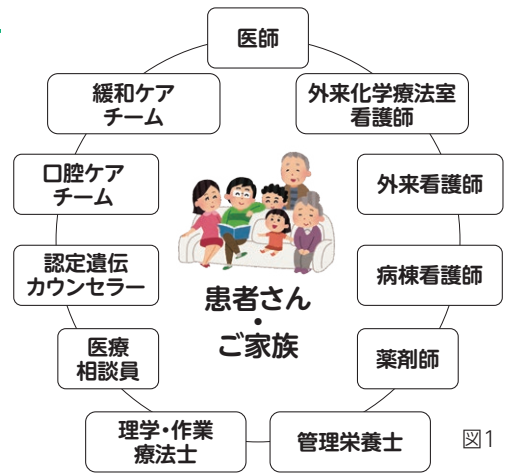 医師
緩和ケア
チーム
外来化学療法室
看護師
口腔ケア
チーム
外来看護師
認定遺伝
カウンセラー
病棟看護師
患者さん
・
ご家族
医療
相談員
薬剤師
理学・作業
療法士
管理栄養士
図1